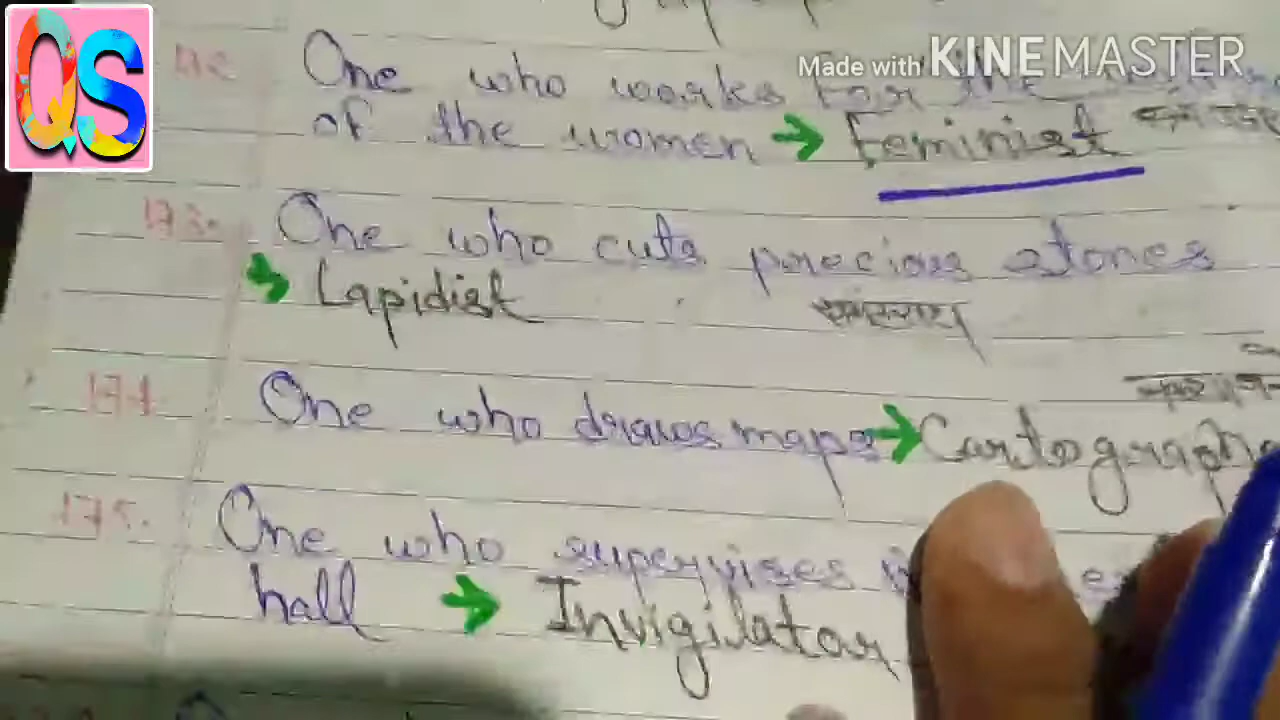 QS
Made with KINEMASTER
One who works for the
of the women → Feminist
173. One who cuts precious stones
→ Lapidist
174 One who draws maps → Cartographe
175. One who supervises
hall → Invigilator